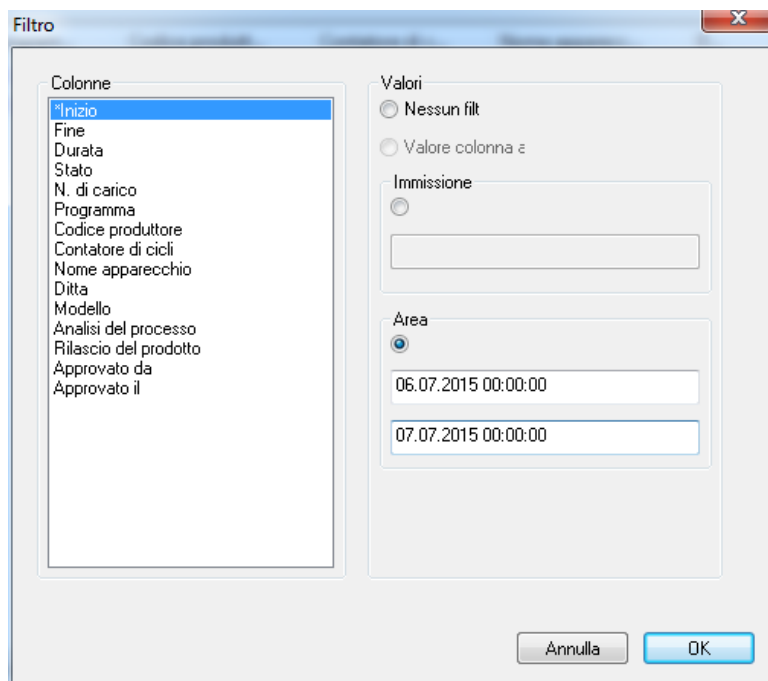 Filtro
Colonne
*Inizio
Fine
Durata
Stato
N. di carico
Programma
Codice produttore
Contatore di cicli
Nome apparecchio
Ditta
Modello
Analisi del processo
Rilascio del prodotto
Approvato da
Approvato il
Valori
Nessun filt
Valore colonna a
Immissione
Area
06.07.2015 00:00:00
07.07.2015 00:00:00
Annulla
OK